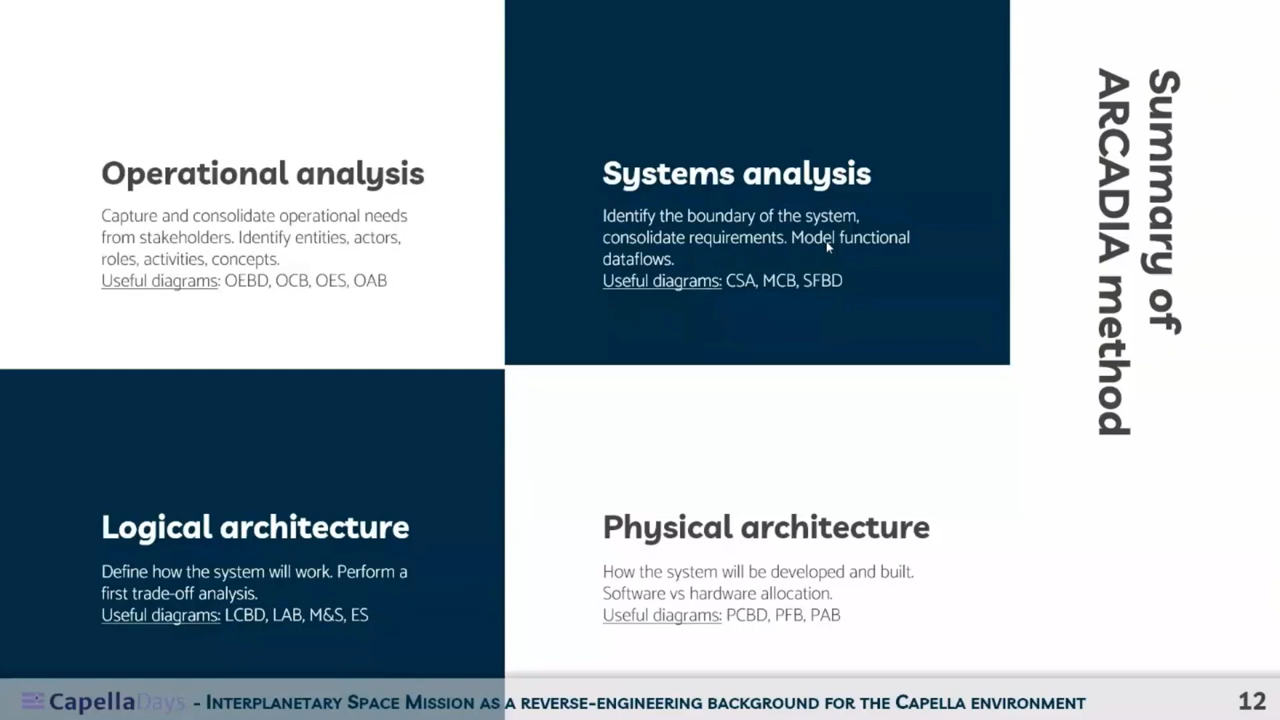 Operational analysis
Capture and consolidate operational needs
from stakeholders. Identify entities, actors,
roles, activities, concepts.
Useful diagrams: OEBD, OCB, OES, OAB
Systems analysis
Identify the boundary of the system,
consolidate requirements. Model functional
dataflows.
Useful diagrams: CSA, MCB, SFBD
Summary of
ARCADIA method
Logical architecture
Define how the system will work. Perform a
first trade-off analysis.
Useful diagrams: LCBD, LAB, M&S, ES
Physical architecture
How the system will be developed and built.
Software vs hardware allocation.
Useful diagrams: PCBD, PFB, PAB
CapellaDays - Interplanetary Space Mission as a reverse-engineering background for the Capella environment 12